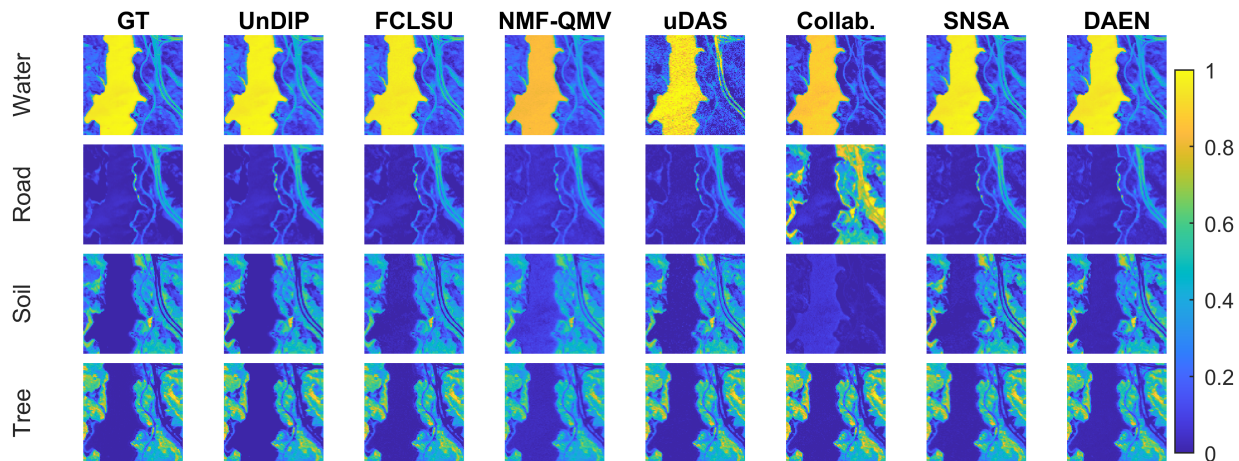 GT UnDIP FCLSU NMF-QMV uDAS Collab. SNSA DAEN
Water
Road
Soil
Tree
1
0.8
0.6
0.4
0.2
0